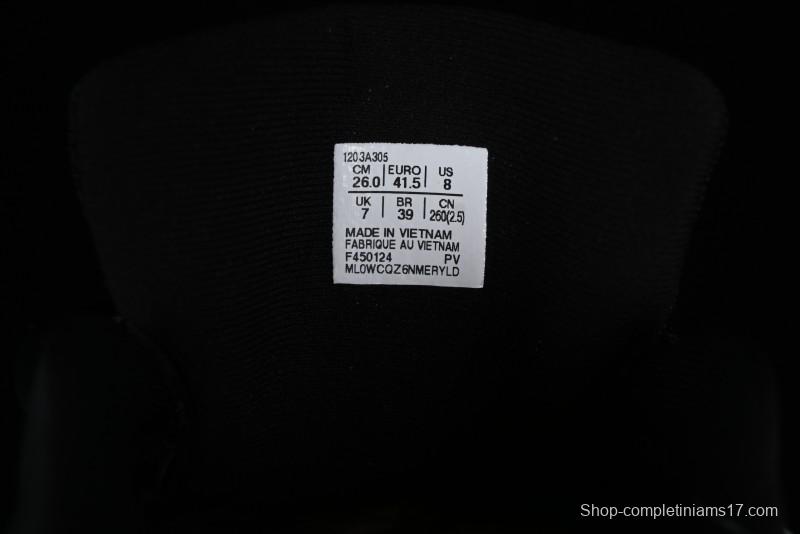 1203A305
CM EURO US
26.0 41.5 8
UK BR CN
7 39 260(2.5)
MADE IN VIETNAM
FABRIQUE AU VIETNAM
F450124 PV
ML0WCQZ6NMERYLD
Shop-completiniams17.com